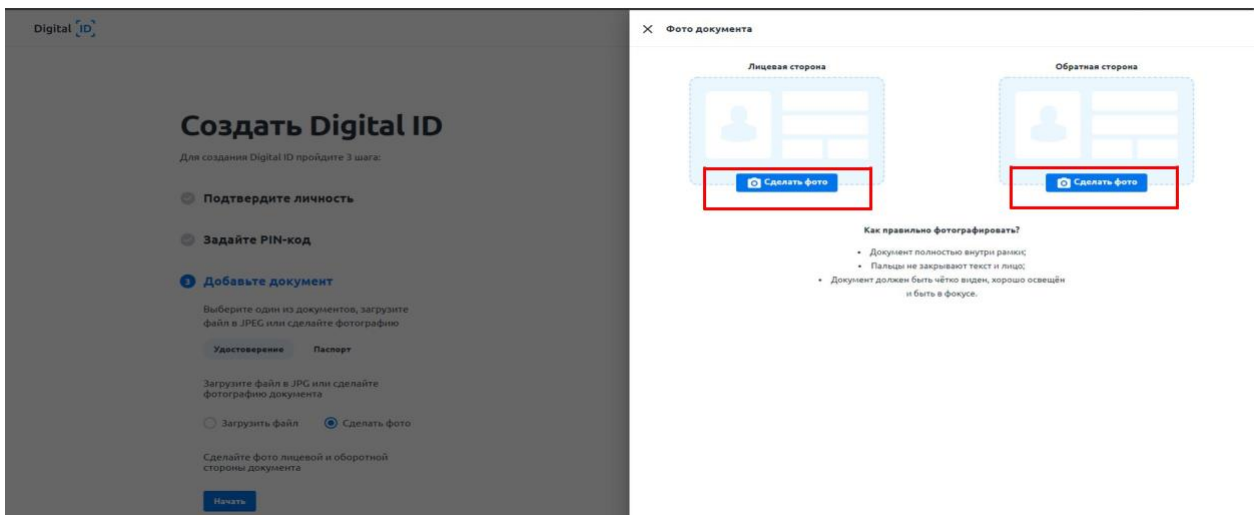 Digital ID
Создать Digital ID
Для создания Digital ID пройдите 3 шага:
Подтвердите личность
Задайте PIN-код
3 Добавьте документ
Выберите один из документов, загрузите
файл в JPEG или сделайте фотографию
Удостоверение Паспорт
Загрузите файл в JPG или сделайте
фотографию документа
Загрузить файл Сделать фото
Сделайте фото лицевой и оборотной
стороны документа
Начать
Фото документа
Лицевая сторона Обратная сторона
Сделать фото Сделать фото
Как правильно фотографировать?
• Документ полностью внутри рамки;
• Пальцы не закрывают текст и лицо;
• Документ должен быть чётко виден, хорошо освещён
и быть в фокусе.